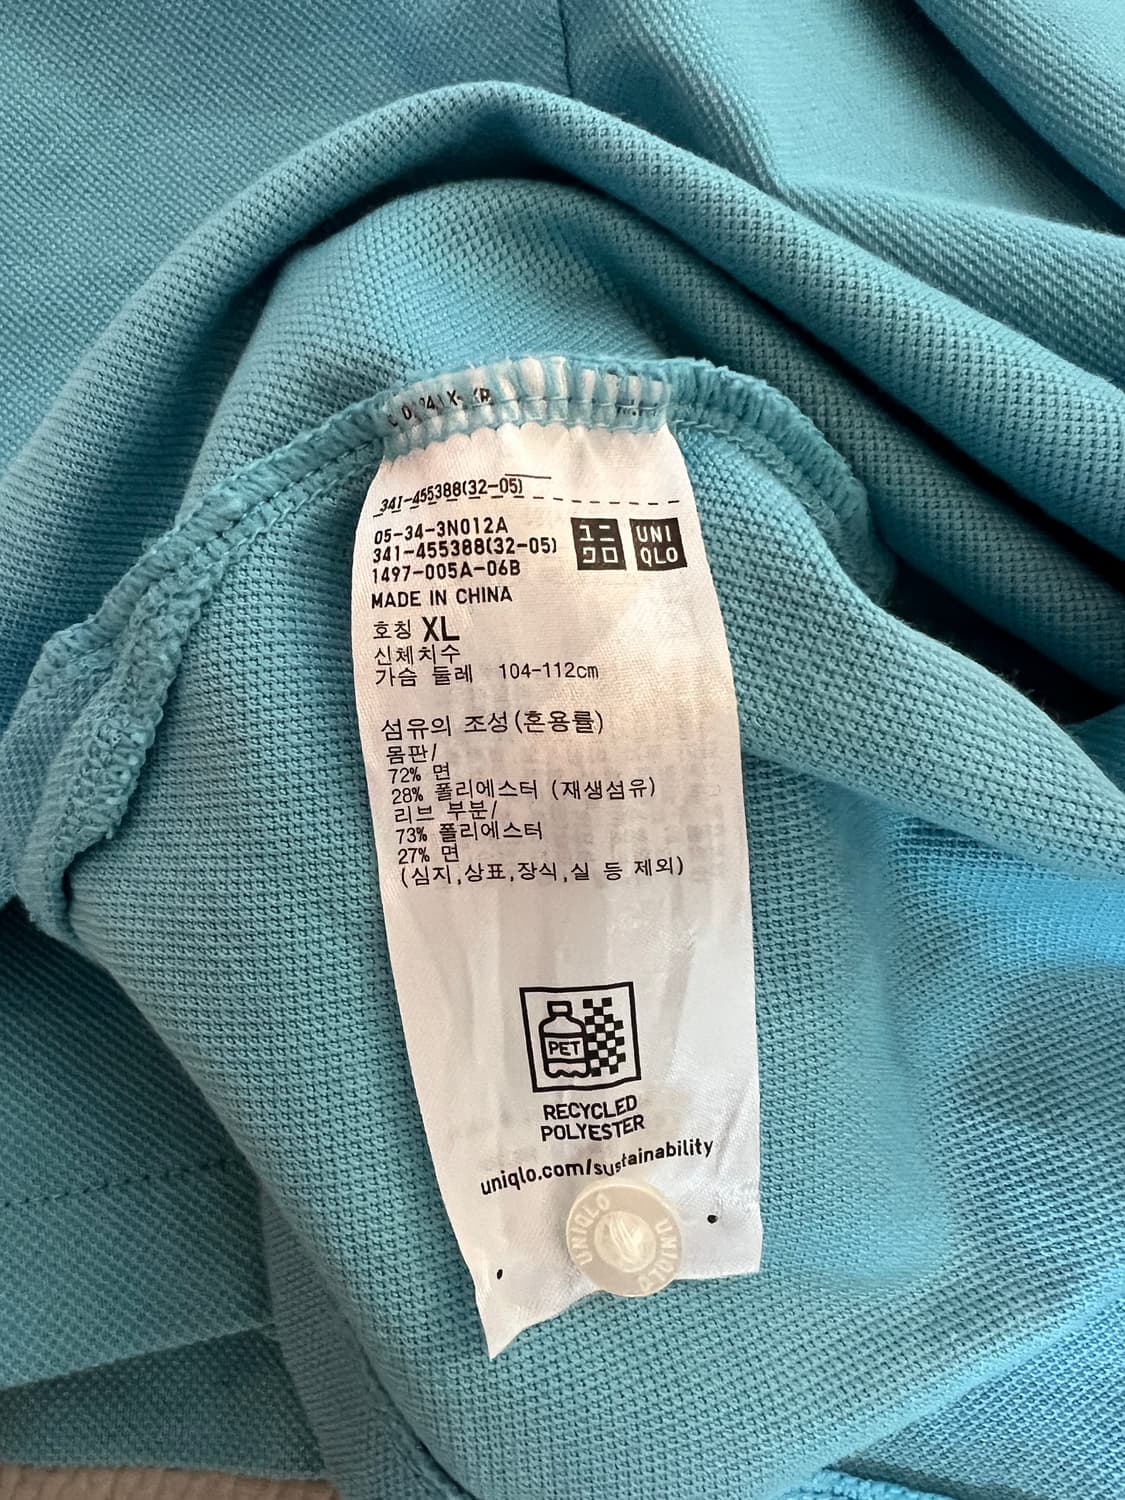 341-455388(32-05)
05-34-3N012A
341-455388(32-05)
1497-005A-06B
ユニ
クロ
UNI
QLO
MADE IN CHINA
호칭 XL
신체치수
가슴 둘레 104-112cm
섬유의 조성(혼용률)
몸판/
72% 면
28% 폴리에스터 (재생섬유)
리브 부분/
73% 폴리에스터
27% 면
(심지,상표,장식,실 등 제외)
PET
RECYCLED
POLYESTER
uniqlo.com/sustainability
UNIQLO
UNIQLO